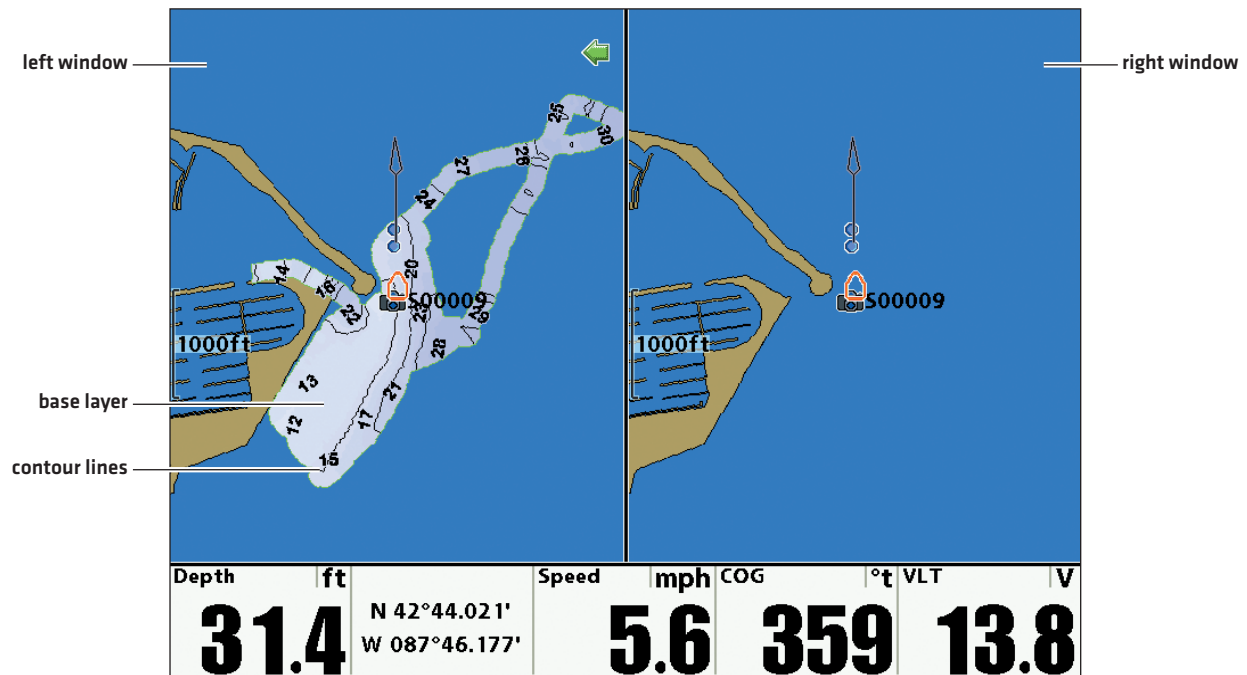 left window
right window
25
30
26
27
24
20
14
16
22
S00009
S00009
23
29
28
1000ft
1000ft
13
21
base layer
12
17
contour lines
15
Depth ft
31.4
N 42°44.021'
W 087°46.177'
Speed mph
5.6
COG °t
359
VLT V
13.8